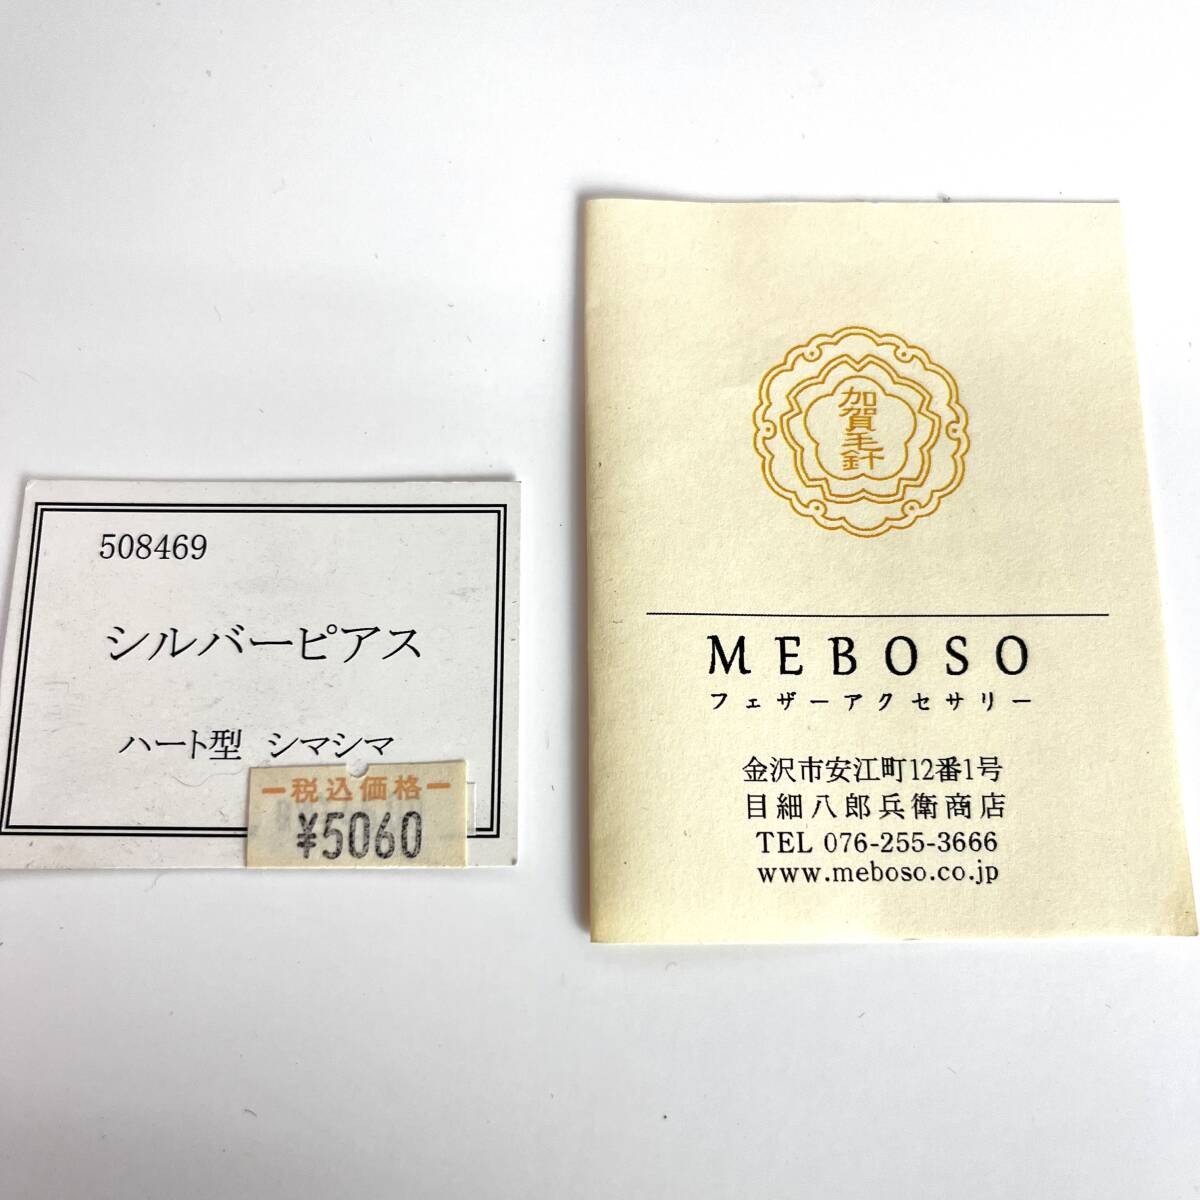 508469
シルバーピアス
ハート型 シマシマ
ー税込価格ー
¥5060
加賀毛針
MEBOSO
フェザーアクセサリー
金沢市安江町12番1号
目細八郎兵衛商店
TEL 076-255-3666
www.meboso.co.jp